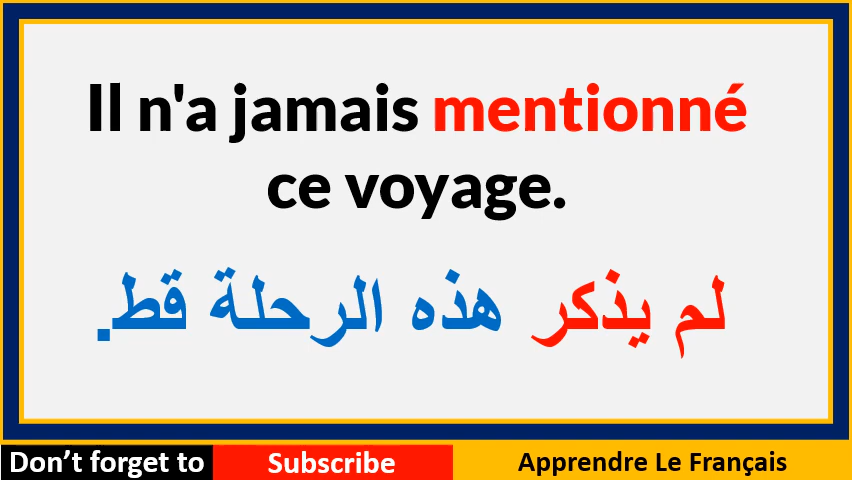 Il n'a jamais mentionné
ce voyage.
لم يذكر هذه الرحلة قط.
Don’t forget to Subscribe Apprendre Le Français